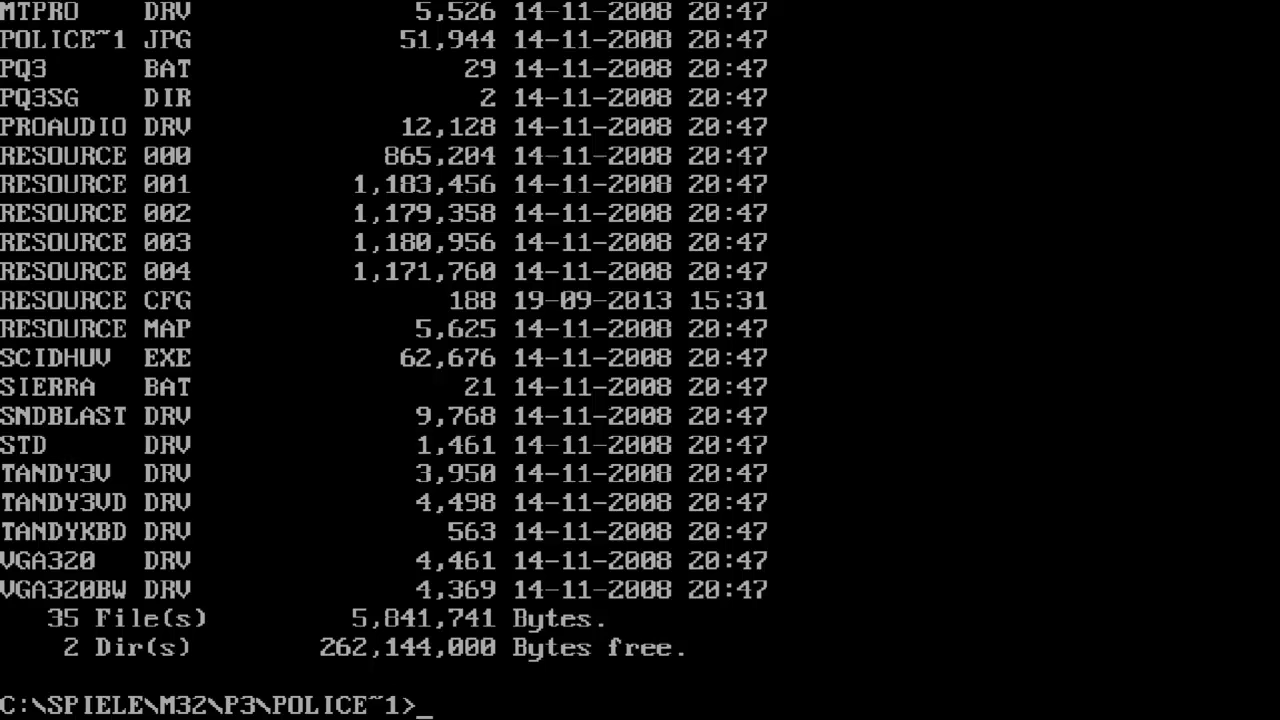 MTPRO DRV 5,526 14-11-2008 20:47
POLICE~1 JPG 51,944 14-11-2008 20:47
PQ3 BAT 29 14-11-2008 20:47
PQ3SG DIR 2 14-11-2008 20:47
PROAUDIO DRV 12,128 14-11-2008 20:47
RESOURCE 000 865,204 14-11-2008 20:47
RESOURCE 001 1,183,456 14-11-2008 20:47
RESOURCE 002 1,179,358 14-11-2008 20:47
RESOURCE 003 1,180,956 14-11-2008 20:47
RESOURCE 004 1,171,760 14-11-2008 20:47
RESOURCE CFG 188 19-09-2013 15:31
RESOURCE MAP 5,625 14-11-2008 20:47
SCIDHUV EXE 62,676 14-11-2008 20:47
SIERRA BAT 21 14-11-2008 20:47
SNDBLAST DRV 9,768 14-11-2008 20:47
STD DRV 1,461 14-11-2008 20:47
TANDY3V DRV 3,950 14-11-2008 20:47
TANDY3VD DRV 4,498 14-11-2008 20:47
TANDYKBD DRV 563 14-11-2008 20:47
VGA320 DRV 4,461 14-11-2008 20:47
VGA320BW DRV 4,369 14-11-2008 20:47
35 File(s) 5,841,741 Bytes.
2 Dir(s) 262,144,000 Bytes free.
C:\SPIELE\M32\P3\POLICE~1>_